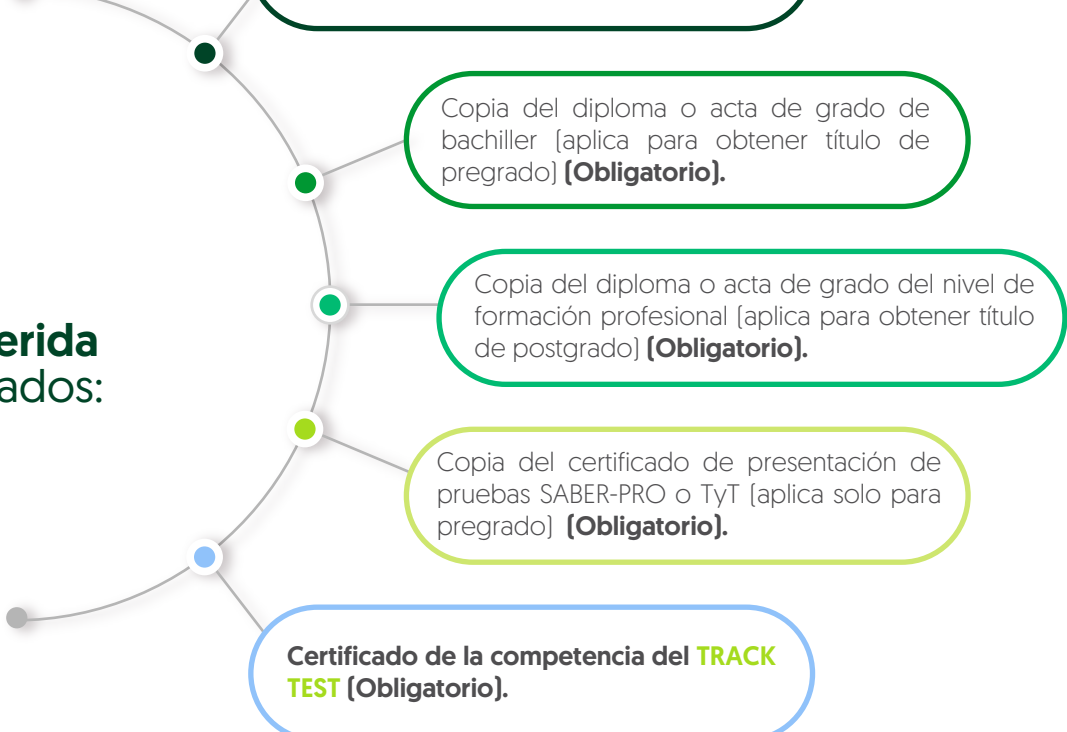 Copia del diploma o acta de grado de
bachiller (aplica para obtener título de
pregrado) (Obligatorio).
Copia del diploma o acta de grado del nivel de
formación profesional (aplica para obtener título
de postgrado) (Obligatorio).
erida
ados:
Copia del certificado de presentación de
pruebas SABER-PRO o TyT (aplica solo para
pregrado) (Obligatorio).
Certificado de la competencia del TRACK
TEST (Obligatorio).